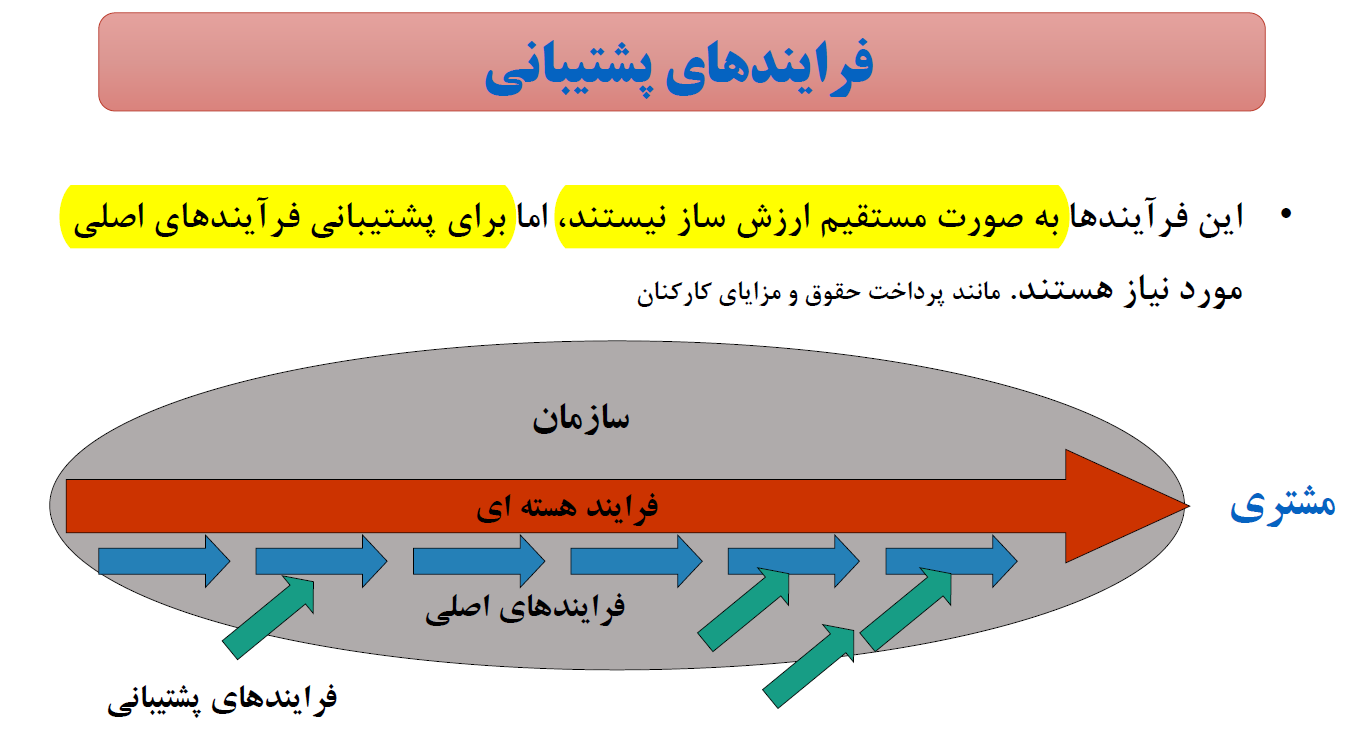 فرایندهای پشتیبانی
• این فرآیندها به صورت مستقیم ارزش ساز نیستند، اما برای پشتیبانی فرآیندهای اصلی
مورد نیاز هستند. مانند پرداخت حقوق و مزایای کارکنان
سازمان
فرایند هسته ای
مشتری
فرایندهای اصلی
فرایندهای پشتیبانی